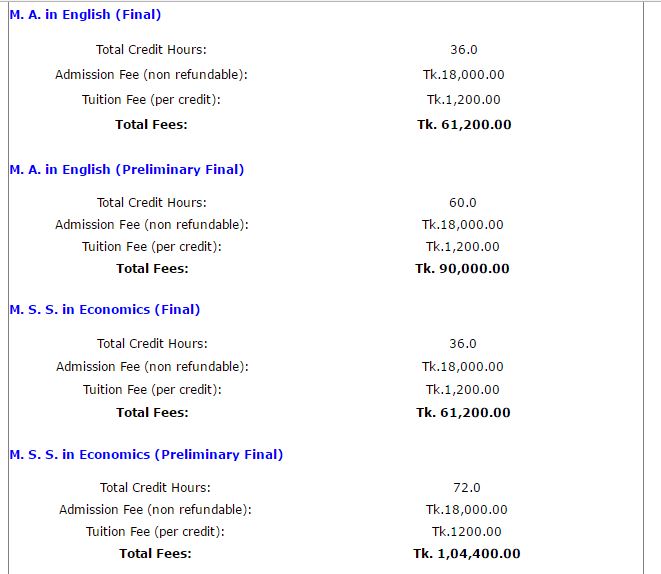 M. A. in English (Final)
Total Credit Hours: 36.0
Admission Fee (non refundable): Tk.18,000.00
Tuition Fee (per credit): Tk.1,200.00
Total Fees: Tk. 61,200.00
M. A. in English (Preliminary Final)
Total Credit Hours: 60.0
Admission Fee (non refundable): Tk.18,000.00
Tuition Fee (per credit): Tk.1,200.00
Total Fees: Tk. 90,000.00
M. S. S. in Economics (Final)
Total Credit Hours: 36.0
Admission Fee (non refundable): Tk.18,000.00
Tuition Fee (per credit): Tk.1,200.00
Total Fees: Tk. 61,200.00
M. S. S. in Economics (Preliminary Final)
Total Credit Hours: 72.0
Admission Fee (non refundable): Tk.18,000.00
Tuition Fee (per credit): Tk.1200.00
Total Fees: Tk. 1,04,400.00